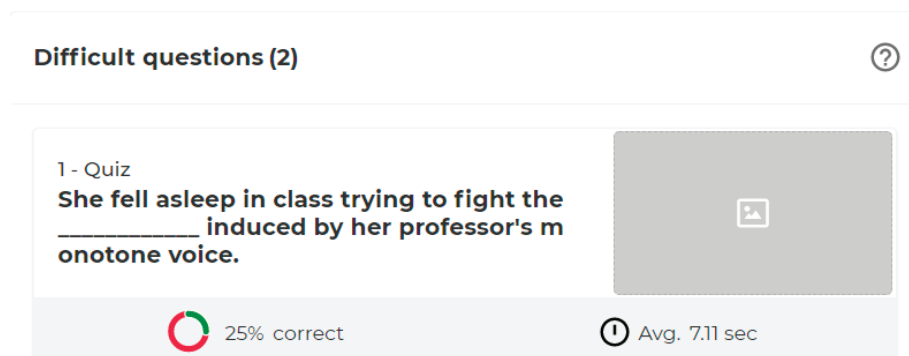 Difficult questions (2)
1 - Quiz
She fell asleep in class trying to fight the
____________ induced by her professor's m
onotone voice.
25% correct
Avg. 7.11 sec